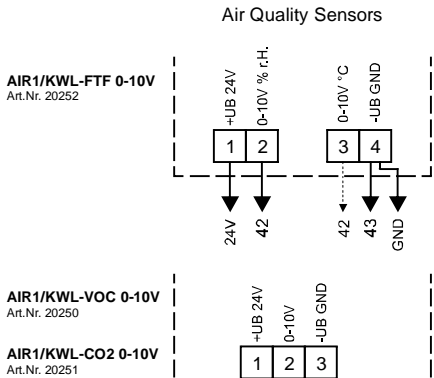 Air Quality Sensors
AIR1/KWL-FTF 0-10V
Art.Nr. 20252
+UB 24V
0-10V % r.H.
0-10V °C
-UB GND
1 2 3 4
24V
42
42
43
GND
AIR1/KWL-VOC 0-10V
Art.Nr. 20250
AIR1/KWL-CO2 0-10V
Art.Nr. 20251
+UB 24V
0-10V
-UB GND
1 2 3